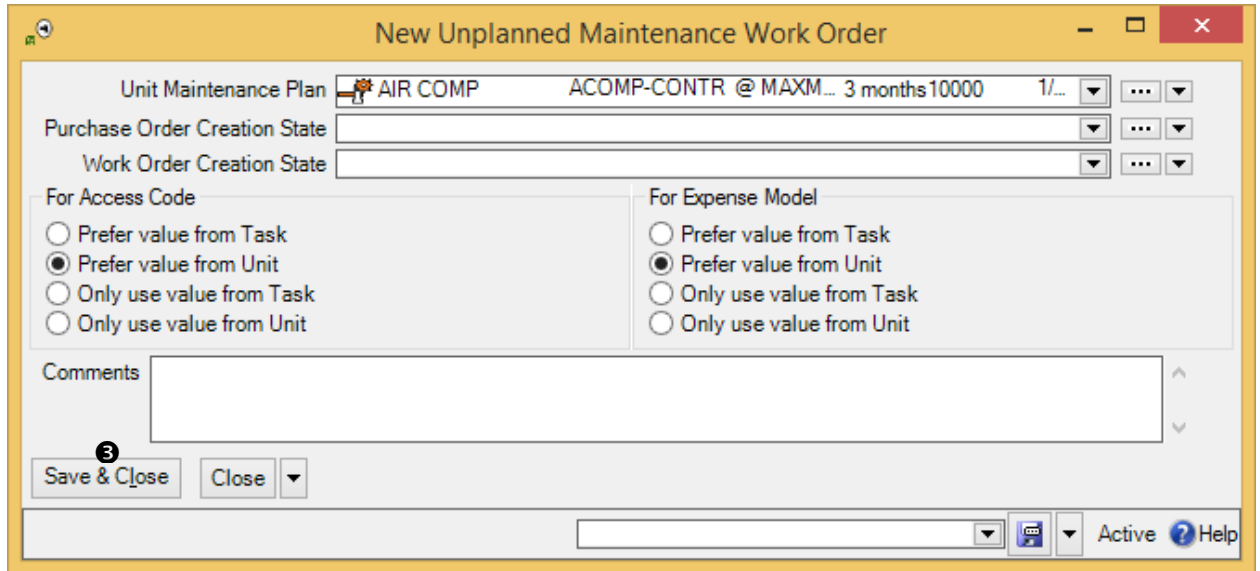 New Unplanned Maintenance Work Order
Unit Maintenance Plan AIR COMP ACOMP-CONTR @ MAXM... 3 months 10000 1/...
Purchase Order Creation State
Work Order Creation State
For Access Code For Expense Model
Prefer value from Task Prefer value from Task
Prefer value from Unit Prefer value from Unit
Only use value from Task Only use value from Task
Only use value from Unit Only use value from Unit
Comments
❸
Save & Close Close
Active Help